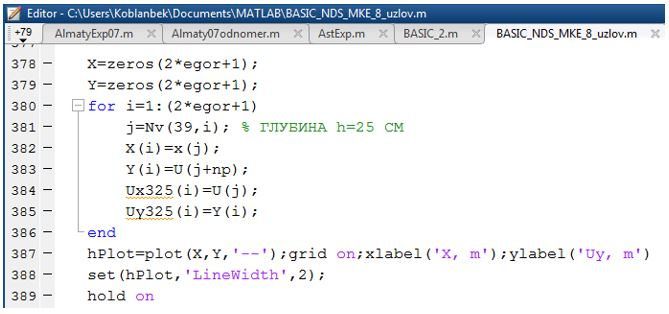 Editor - C:\Users\Koblanbek\Documents\MATLAB\BASIC_NDS_MKE_8_uzlov.m
+79 AlmatyExp07.m Almaty07odnomer.m AstExp.m BASIC_2.m BASIC_NDS_MKE_8_uzlov.m
378 - X=zeros(2*egor+1);
379 - Y=zeros(2*egor+1);
380 - for i=1:(2*egor+1)
381 - j=Nv(39,i); % ГЛУБИНА h=25 СМ
382 - X(i)=x(j);
383 - Y(i)=U(j+np);
384 - Ux325(i)=U(j);
385 - Uy325(i)=Y(i);
386 - end
387 - hPlot=plot(X,Y,'--');grid on;xlabel('X, m');ylabel('Uy, m')
388 - set(hPlot,'LineWidth',2);
389 - hold on